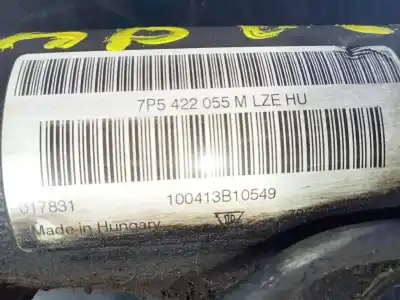 7P5 422 055 M LZE HU
017831
100413B10549
Made in Hungary